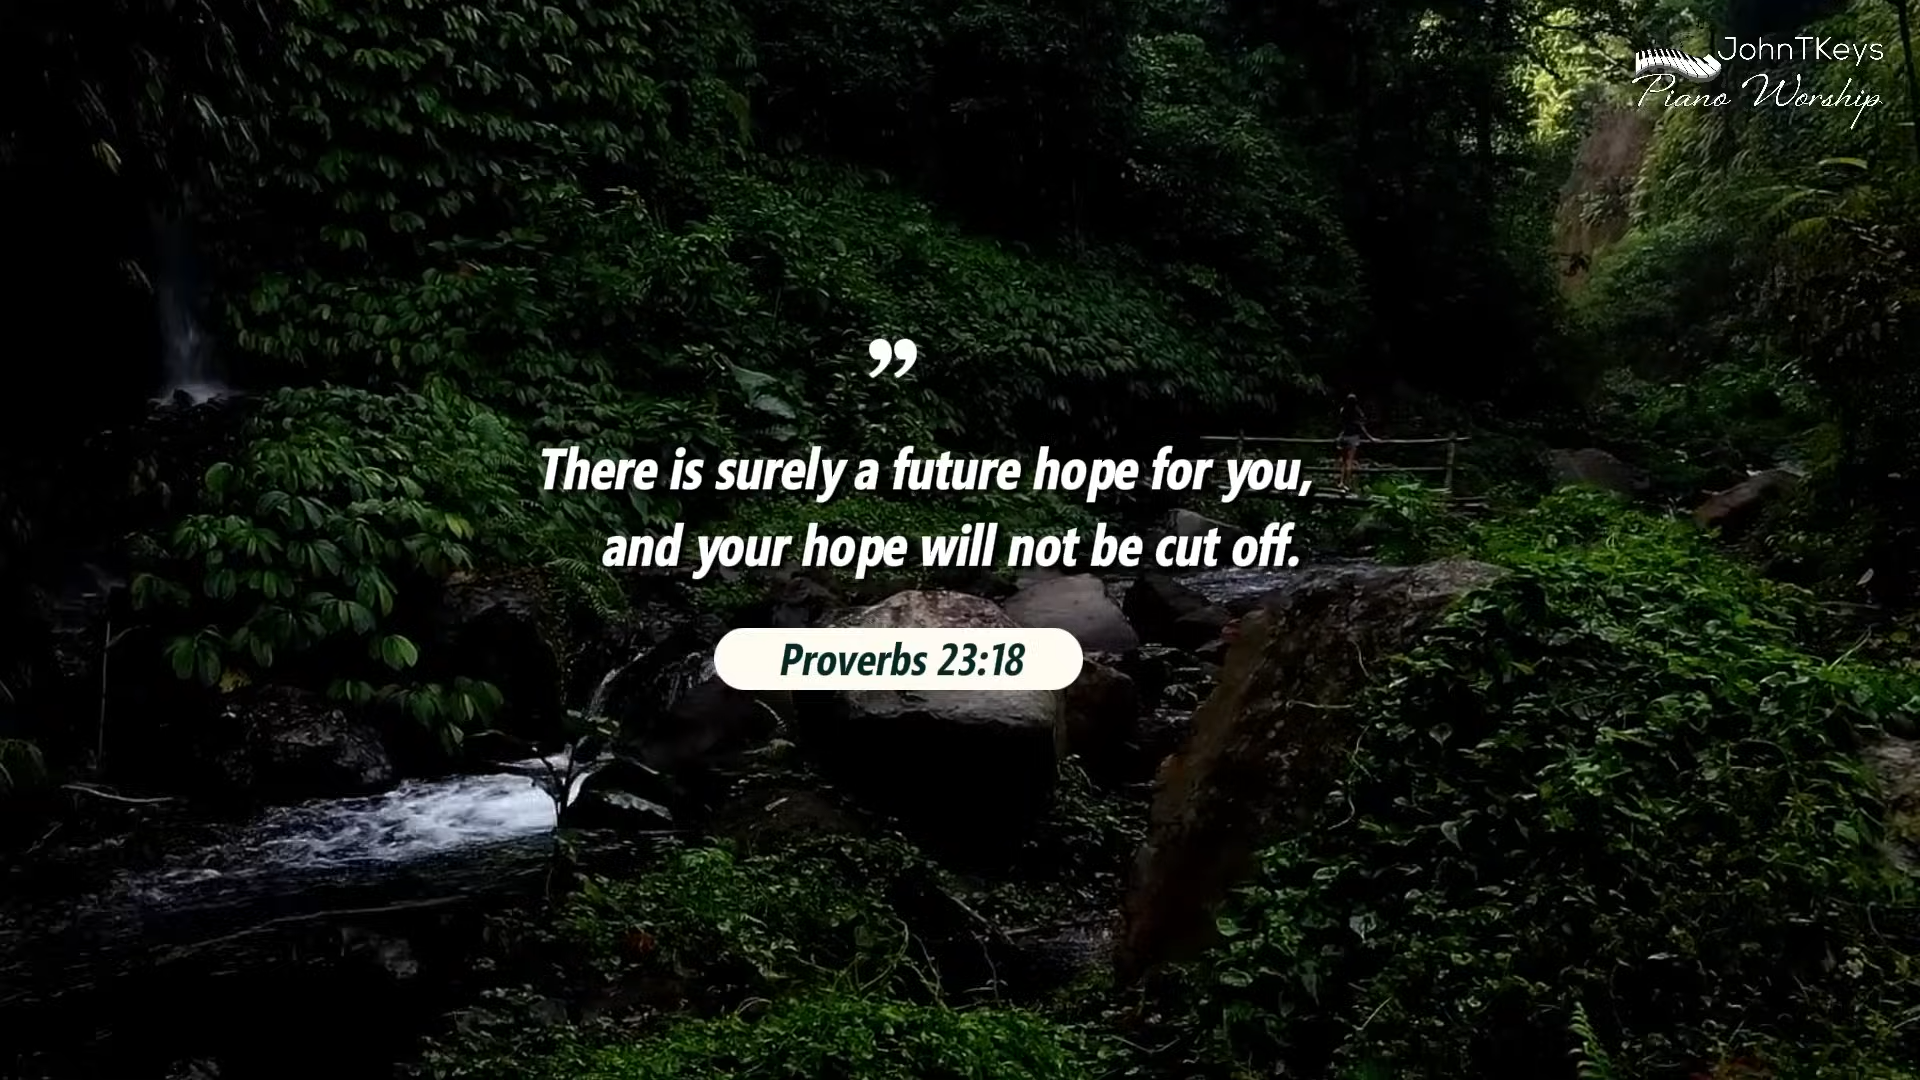 JohnTKeys
Piano Worship
”
There is surely a future hope for you,
and your hope will not be cut off.
Proverbs 23:18